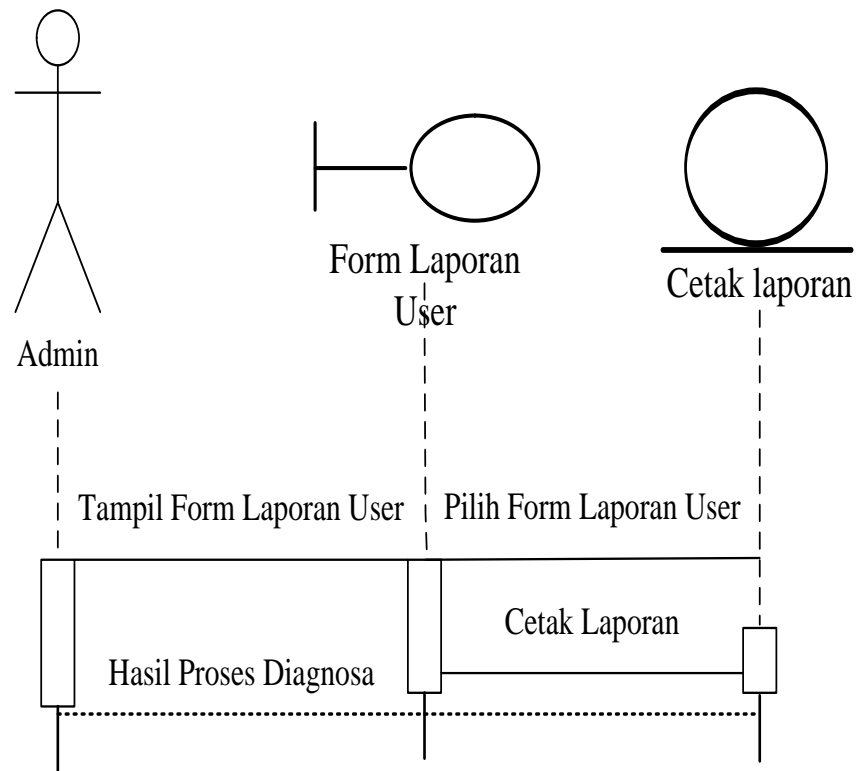 Form Laporan
User
Cetak laporan
Admin
Tampil Form Laporan User
Pilih Form Laporan User
Cetak Laporan
Hasil Proses Diagnosa